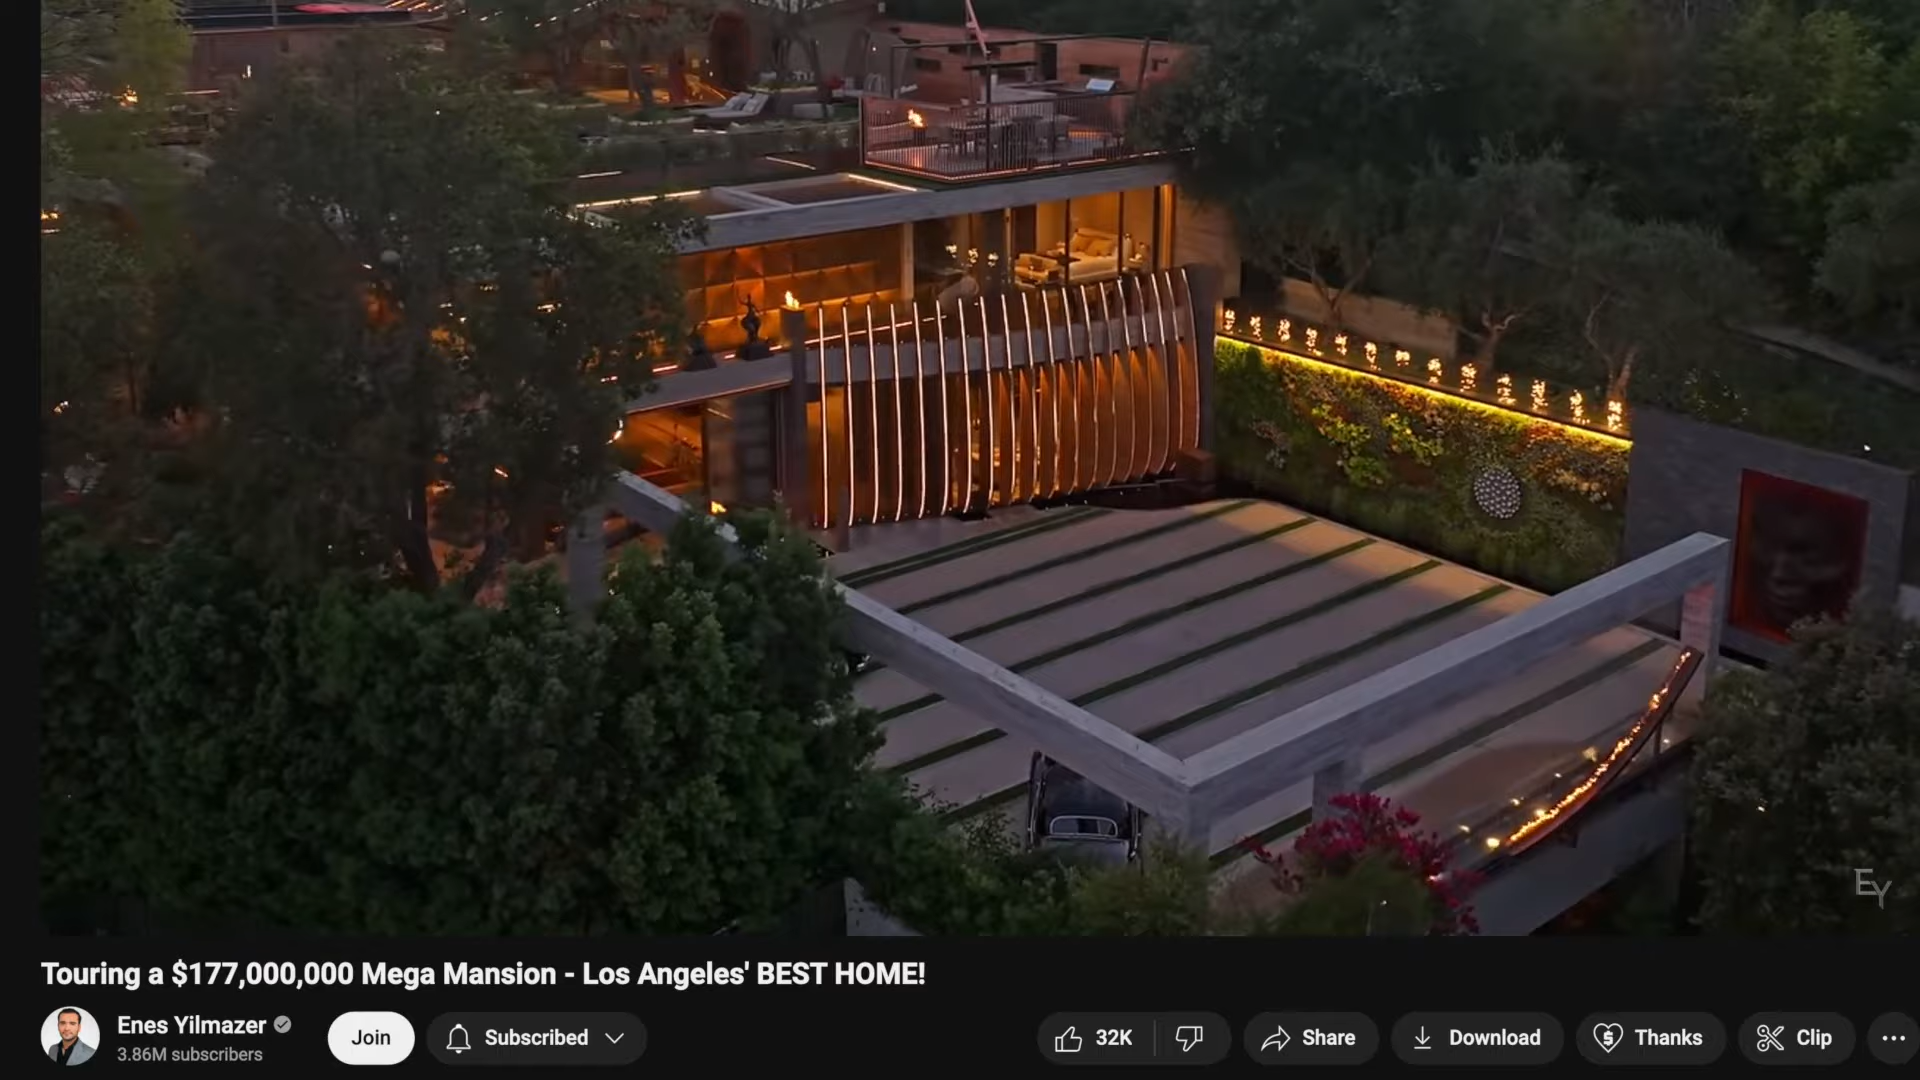 EY
Touring a $177,000,000 Mega Mansion - Los Angeles' BEST HOME!
Enes Yilmazer
3.86M subscribers
Join
Subscribed
32K
Share
Download
Thanks
Clip